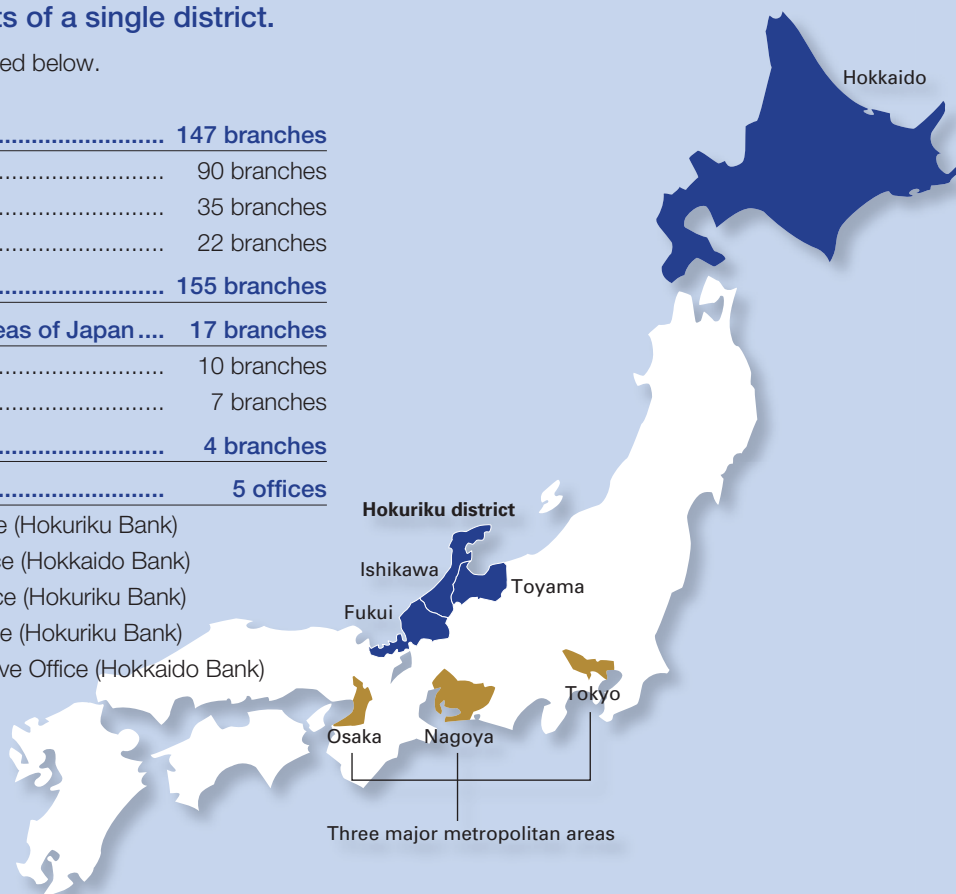 ts of a single district.
ed below.
........................ 147 branches
........................ 90 branches
........................ 35 branches
........................ 22 branches
........................ 155 branches
eas of Japan .... 17 branches
........................ 10 branches
........................ 7 branches
........................ 4 branches
........................ 5 offices
e (Hokuriku Bank)
ce (Hokkaido Bank)
ce (Hokuriku Bank)
e (Hokuriku Bank)
ve Office (Hokkaido Bank)
Hokkaido
Hokuriku district
Ishikawa
Toyama
Fukui
Tokyo
Osaka
Nagoya
Three major metropolitan areas